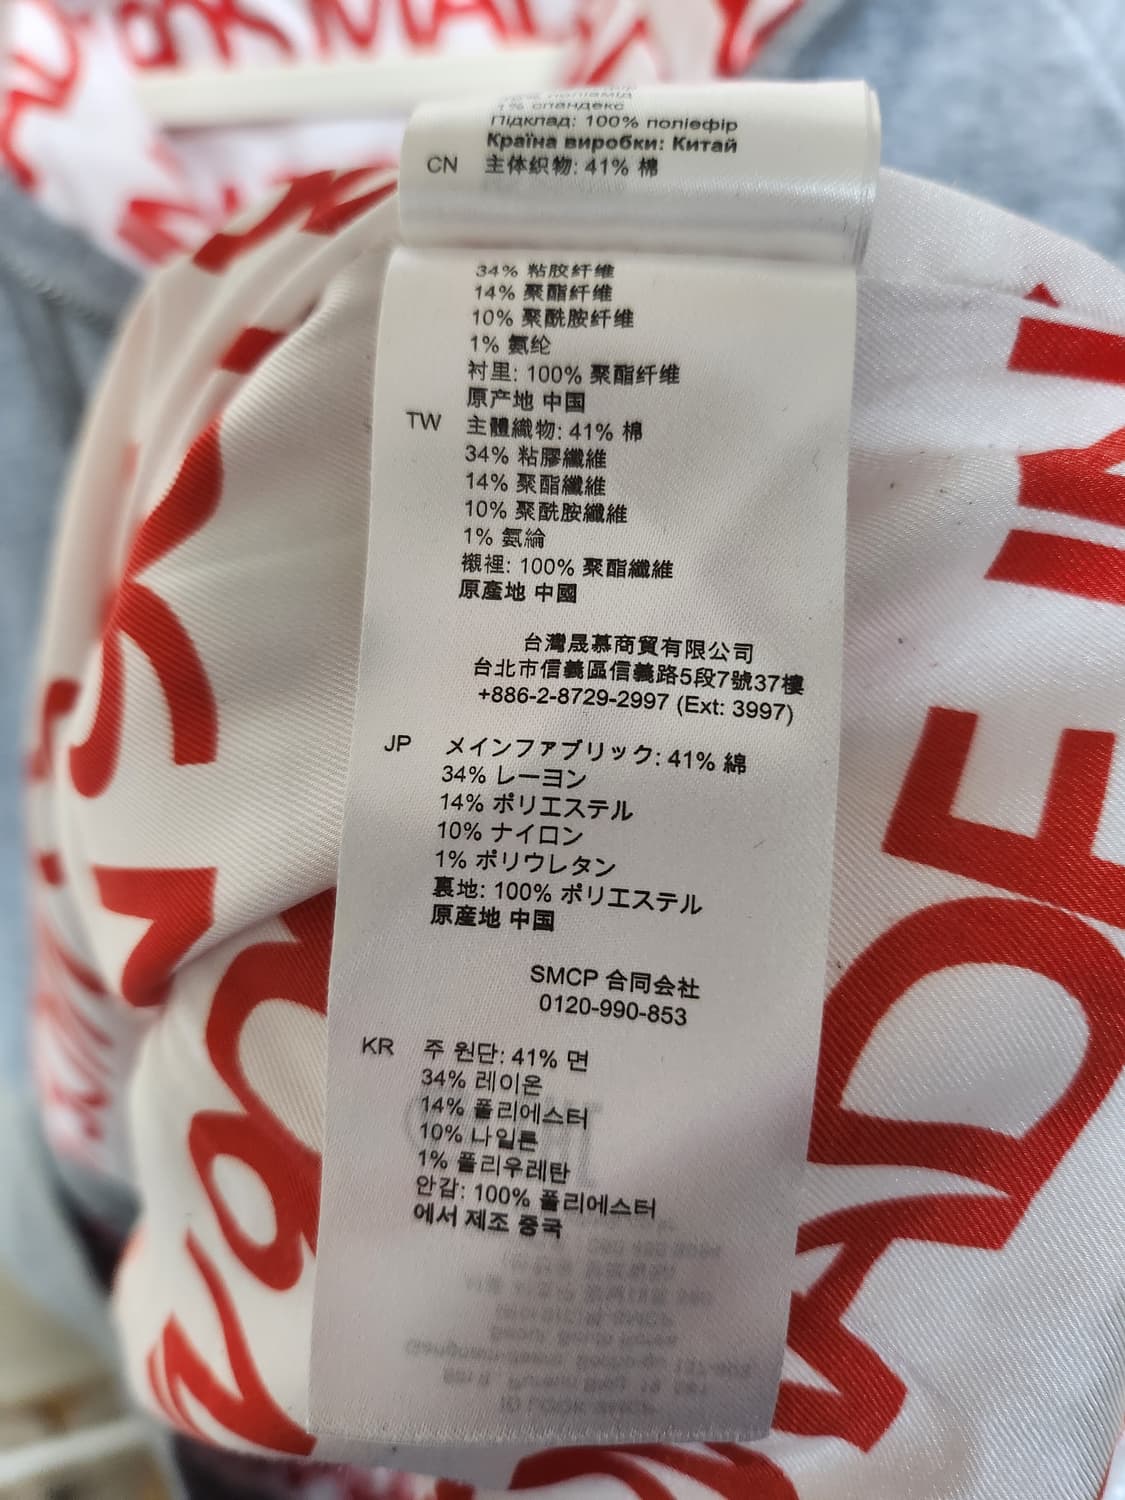 1% спандекс
Підклад: 100% поліефір
Країна виробки: Китай
CN 主体织物: 41% 棉
34% 粘胶纤维
14% 聚酯纤维
10% 聚酰胺纤维
1% 氨纶
衬里: 100% 聚酯纤维
原产地 中国
TW 主體織物: 41% 棉
34% 粘膠纖維
14% 聚酯纖維
10% 聚酰胺纖維
1% 氨綸
襯裡: 100% 聚酯纖維
原產地 中國
台灣晟慕商貿有限公司
台北市信義區信義路5段7號37樓
+886-2-8729-2997 (Ext: 3997)
JP メインファブリック: 41% 綿
34% レーヨン
14% ポリエステル
10% ナイロン
1% ポリウレタン
裏地: 100% ポリエステル
原産地 中国
SMCP 合同会社
0120-990-853
KR 주 원단: 41% 면
34% 레이온
14% 폴리에스터
10% 나일론
1% 폴리우레탄
안감: 100% 폴리에스터
에서 제조 중국
MADE IN